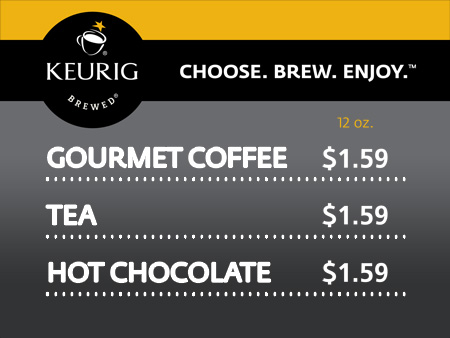 KEURIG
BREWED®
CHOOSE. BREW. ENJOY.™
12 oz.
GOURMET COFFEE $1.59
TEA $1.59
HOT CHOCOLATE $1.59